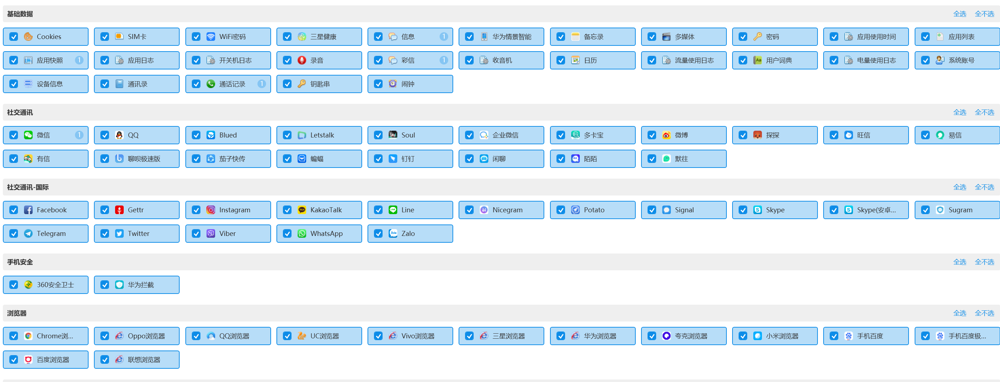 基础数据 全选 全不选
Cookies SIM卡 WiFi密码 三星健康 信息 1 华为情景智能 备忘录 多媒体 密码 应用使用时间 应用列表
应用快照 1 应用日志 开关机日志 录音 彩信 1 收音机 日历 流量使用日志 用户词典 电量使用日志 系统账号
设备信息 通讯录 通话记录 1 钥匙串 闹钟
社交通讯 全选 全不选
微信 1 QQ Blued Letstalk Soul 企业微信 多卡宝 微博 探探 旺信 易信
有信 聊呗极速版 茄子快传 蝙蝠 钉钉 闲聊 陌陌 默往
社交通讯-国际 全选 全不选
Facebook Gettr Instagram KakaoTalk Line Nicegram Potato Signal Skype Skype(安卓... Sugram
Telegram Twitter Viber WhatsApp Zalo
手机安全 全选 全不选
360安全卫士 华为拦截
浏览器 全选 全不选
Chrome浏... Oppo浏览器 QQ浏览器 UC浏览器 Vivo浏览器 三星浏览器 华为浏览器 夸克浏览器 小米浏览器 手机百度 手机百度极...
百度浏览器 联想浏览器